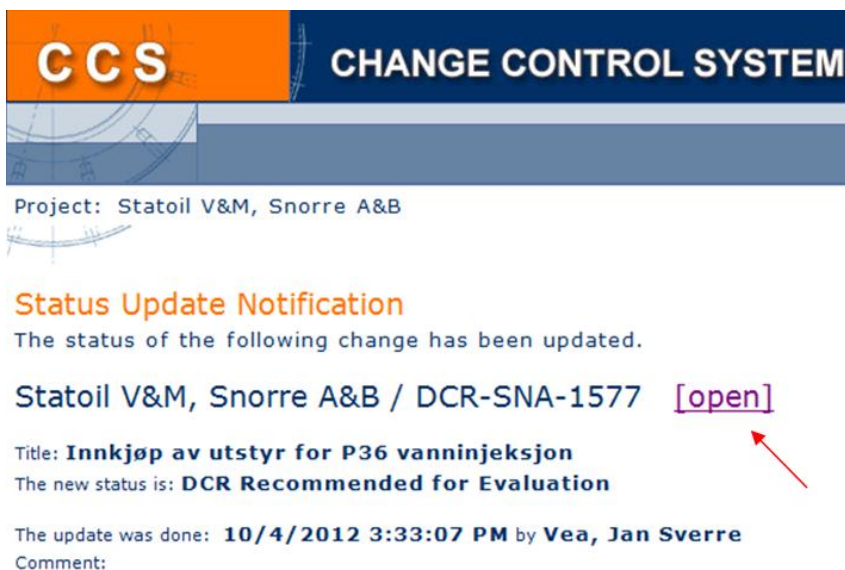 CCS
CHANGE CONTROL SYSTEM
Project: Statoil V&M, Snorre A&B
Status Update Notification
The status of the following change has been updated.
Statoil V&M, Snorre A&B / DCR-SNA-1577 [open]
Title: Innkjøp av utstyr for P36 vanninjeksjon
The new status is: DCR Recommended for Evaluation
The update was done: 10/4/2012 3:33:07 PM by Vea, Jan Sverre
Comment: